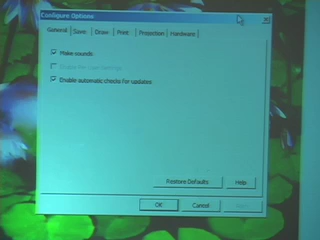 Configure Options
General Save Draw Print Projection Hardware
Make sounds
Enable automatic checks for updates
Restore Defaults Help
OK Cancel